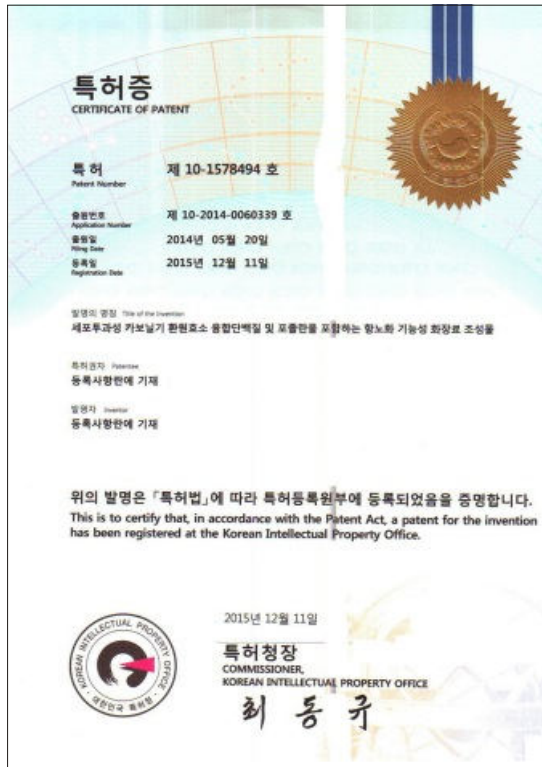 특허증
CERTIFICATE OF PATENT
특 허 제 10-1578494 호
Patent Number
출원번호 제 10-2014-0060339 호
Application Number
출원일 2014년 05월 20일
Filing Date
등록일 2015년 12월 11일
Registration Date
발명의 명칭 Title of the Invention
세포투과성 카보닐기 환원효소 융합단백질 및 포출란을 포함하는 항노화 기능성 화장료 조성물
특허권자 Patentee
등록사항란에 기재
발명자 Inventor
등록사항란에 기재
위의 발명은 「특허법」에 따라 특허등록원부에 등록되었음을 증명합니다.
This is to certify that, in accordance with the Patent Act, a patent for the invention
has been registered at the Korean Intellectual Property Office.
2015년 12월 11일
특허청장
COMMISSIONER,
KOREAN INTELLECTUAL PROPERTY OFFICE
최동규
KOREAN INTELLECTUAL PROPERTY OFFICE
대한민국 특허청